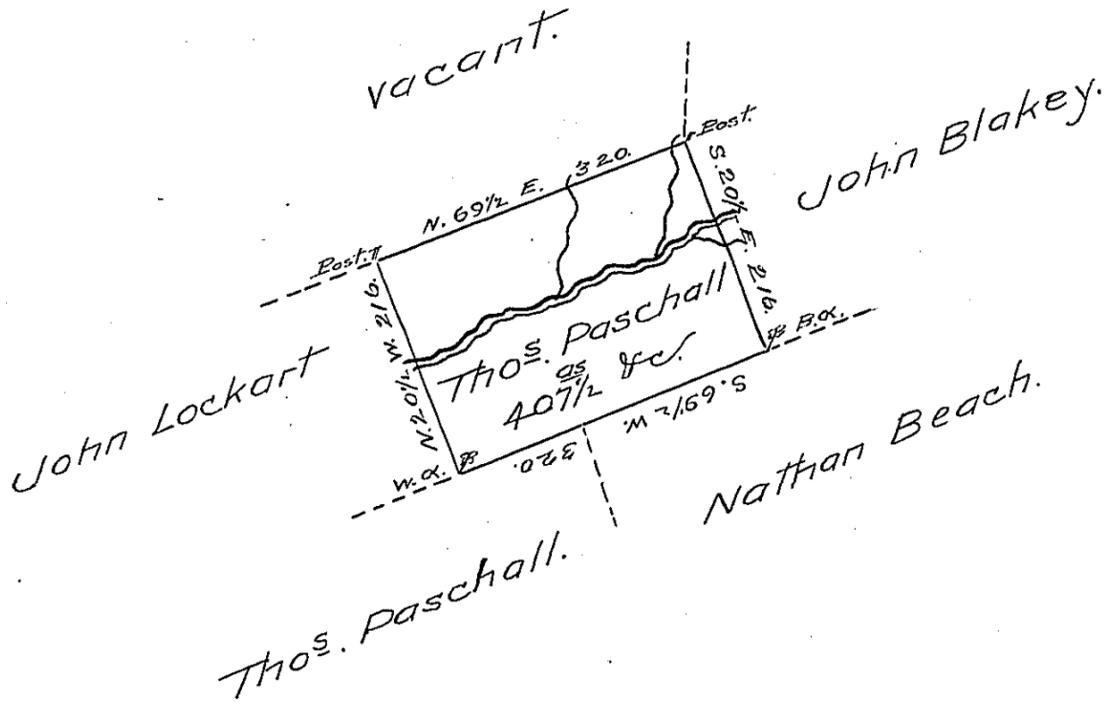 Vacant.
Post.
N. 69½ E. 320.
John Blakey.
Post.
S. 20½ E. 216.
N. 20½ W. 216.
Thoˢ. Paschall
as
407½ &c.
B.O.
John Lockart
W.O.
S. 69½ W.
320.
Nathan Beach.
Thoˢ. Paschall.